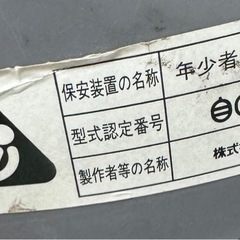 保安装置の名称 年少者
型式認定番号 自
製作者等の名称 株式